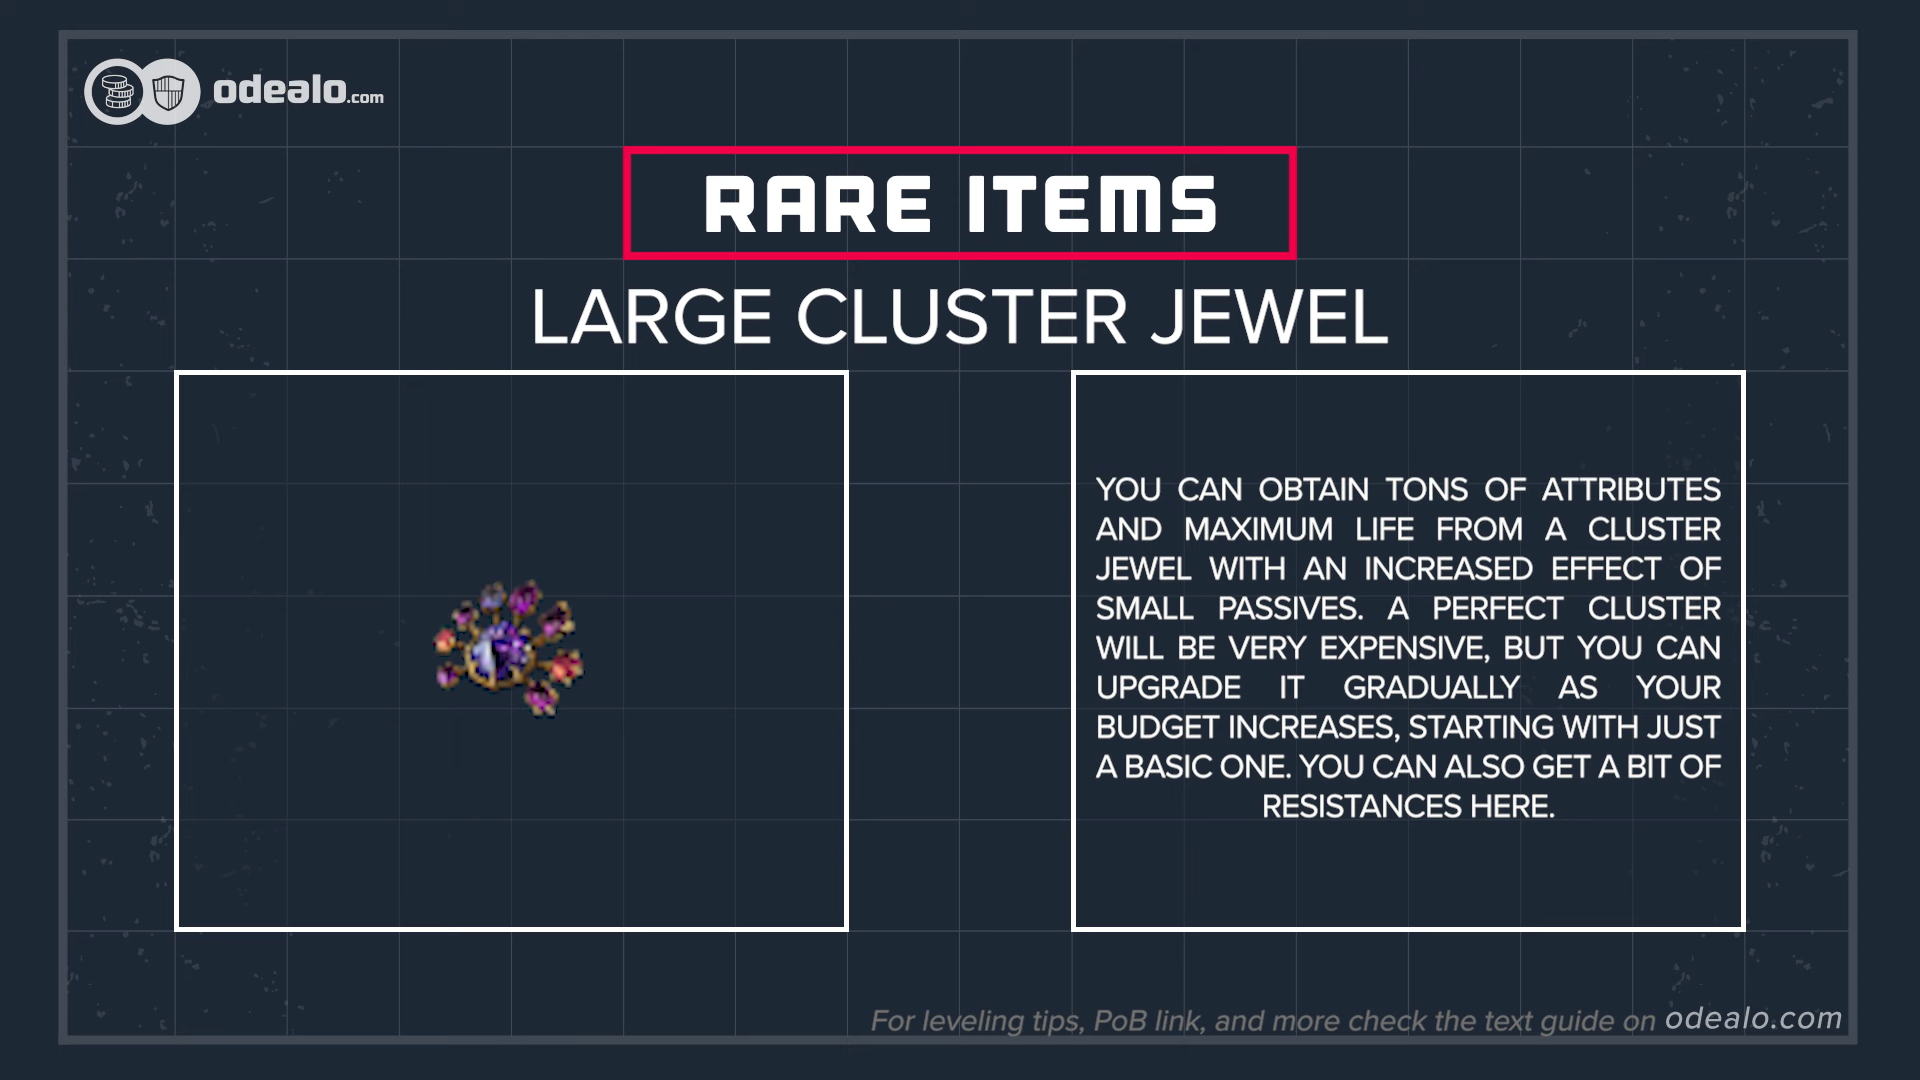 odealo.com
RARE ITEMS
LARGE CLUSTER JEWEL
YOU CAN OBTAIN TONS OF ATTRIBUTES
AND MAXIMUM LIFE FROM A CLUSTER
JEWEL WITH AN INCREASED EFFECT OF
SMALL PASSIVES. A PERFECT CLUSTER
WILL BE VERY EXPENSIVE, BUT YOU CAN
UPGRADE IT GRADUALLY AS YOUR
BUDGET INCREASES, STARTING WITH JUST
A BASIC ONE. YOU CAN ALSO GET A BIT OF
RESISTANCES HERE.
For leveling tips, PoB link, and more check the text guide on odealo.com